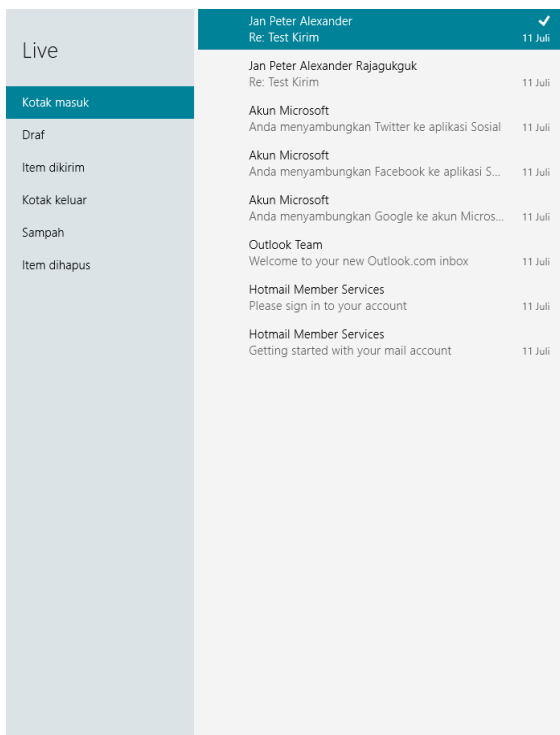 Live
Kotak masuk
Draf
Item dikirim
Kotak keluar
Sampah
Item dihapus
Jan Peter Alexander
Re: Test Kirim 11 Juli
Jan Peter Alexander Rajagukguk
Re: Test Kirim 11 Juli
Akun Microsoft
Anda menyambungkan Twitter ke aplikasi Sosial 11 Juli
Akun Microsoft
Anda menyambungkan Facebook ke aplikasi S... 11 Juli
Akun Microsoft
Anda menyambungkan Google ke akun Micros... 11 Juli
Outlook Team
Welcome to your new Outlook.com inbox 11 Juli
Hotmail Member Services
Please sign in to your account 11 Juli
Hotmail Member Services
Getting started with your mail account 11 Juli